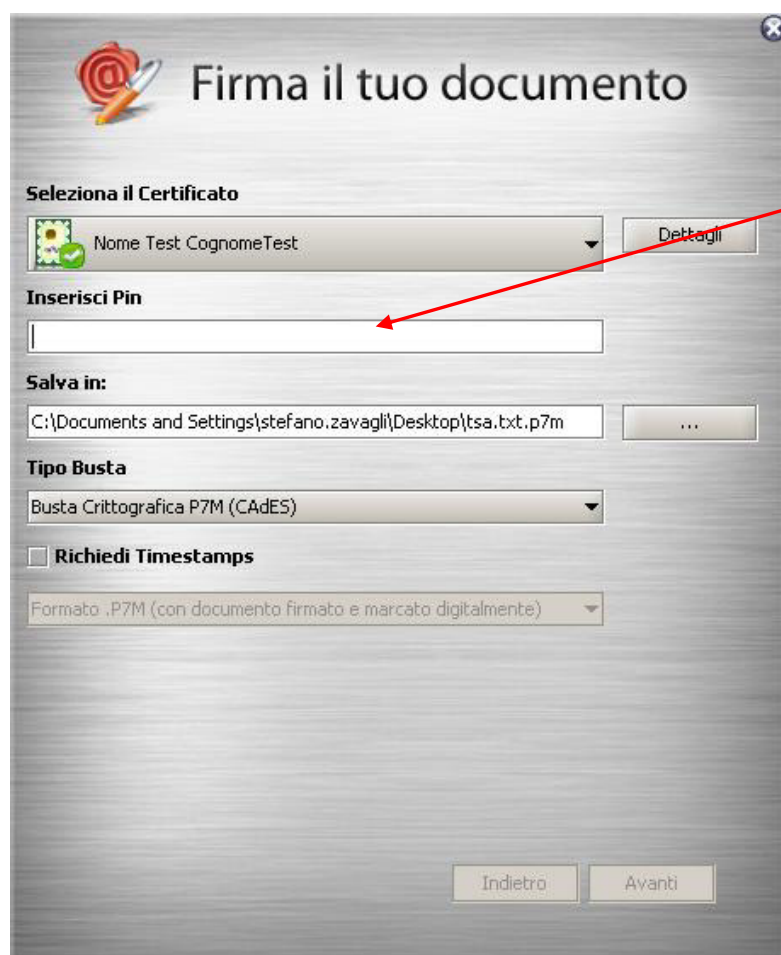 Firma il tuo documento
Seleziona il Certificato
Nome Test CognomeTest
Dettagli
Inserisci Pin
Salva in:
C:\Documents and Settings\stefano.zavagli\Desktop\tsa.txt.p7m
...
Tipo Busta
Busta Crittografica P7M (CAdES)
Richiedi Timestamps
Formato .P7M (con documento firmato e marcato digitalmente)
Indietro
Avanti